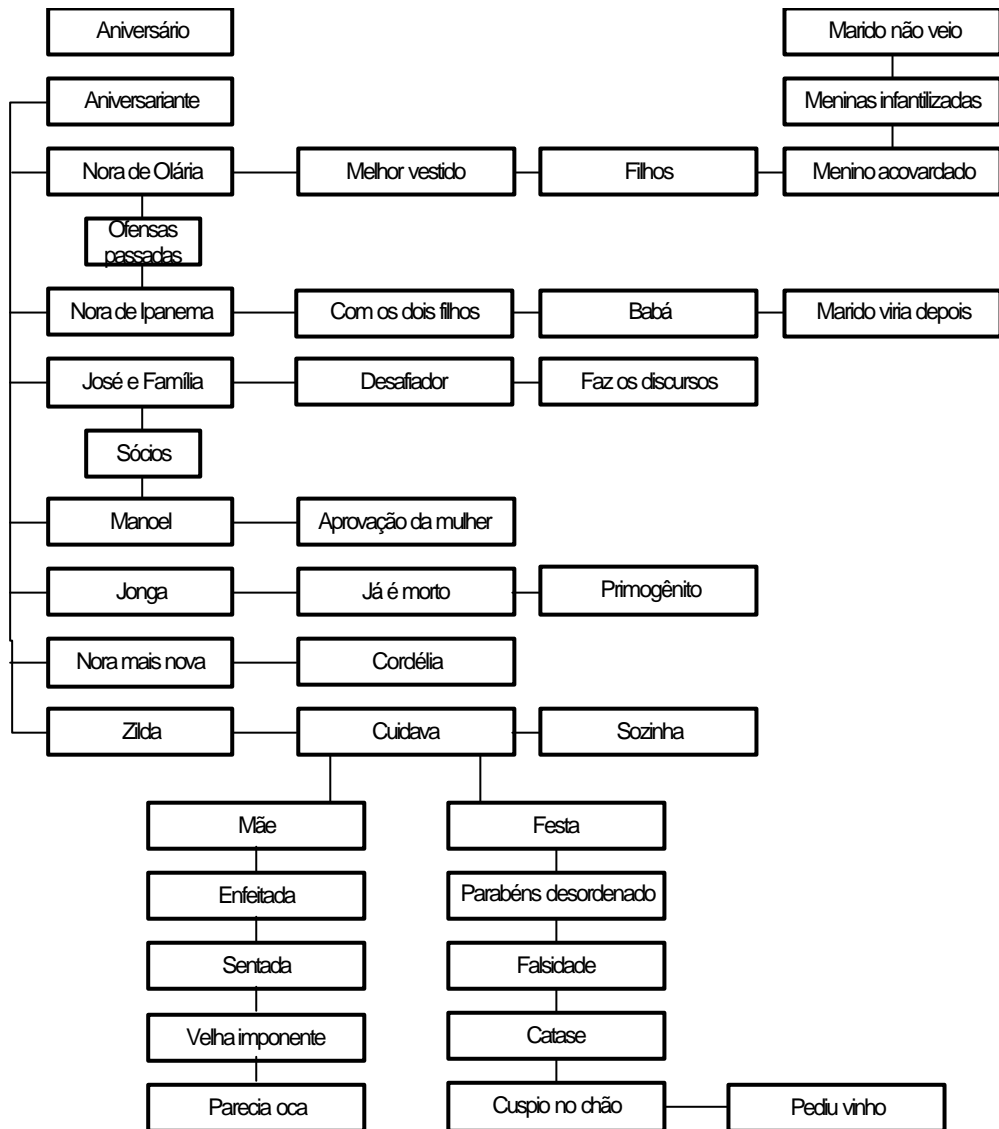 Aniversário
Marido não veio
Aniversariante
Meninas infantilizadas
Nora de Olária
Melhor vestido
Filhos
Menino acovardado
Ofensas
passadas
Nora de Ipanema
Com os dois filhos
Babá
Marido viria depois
José e Família
Desafiador
Faz os discursos
Sócios
Manoel
Aprovação da mulher
Jonga
Já é morto
Primogênito
Nora mais nova
Cordélia
Zilda
Cuidava
Sozinha
Mãe
Festa
Enfeitada
Parabéns desordenado
Sentada
Falsidade
Velha imponente
Catase
Parecia oca
Cuspio no chão
Pediu vinho